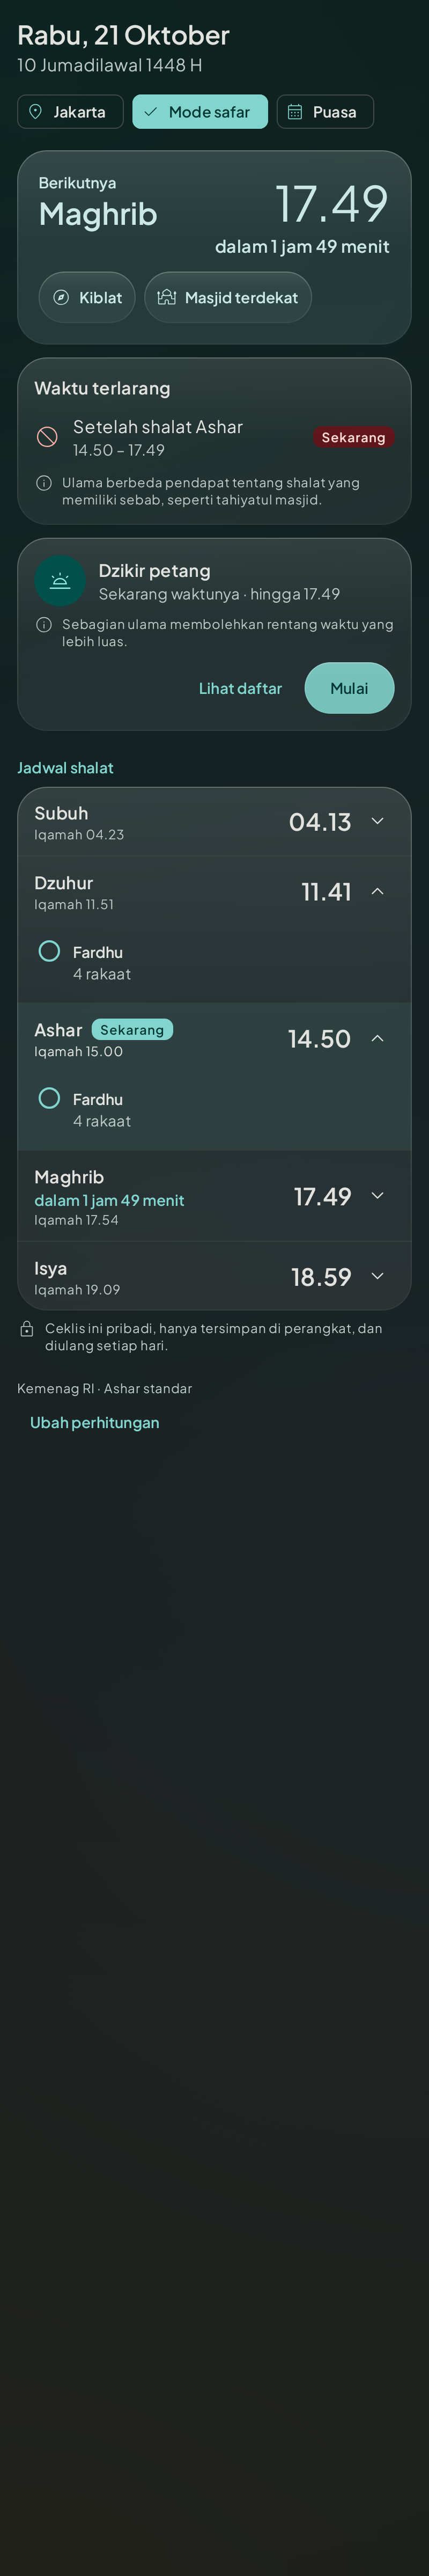 Rabu, 21 Oktober
10 Jumadilawal 1448 H
Jakarta
Mode safar
Puasa
Berikutnya
Maghrib
17.49
dalam 1 jam 49 menit
Kiblat
Masjid terdekat
Waktu terlarang
Setelah shalat Ashar
14.50 – 17.49
Sekarang
Ulama berbeda pendapat tentang shalat yang
memiliki sebab, seperti tahiyatul masjid.
Dzikir petang
Sekarang waktunya · hingga 17.49
Sebagian ulama membolehkan rentang waktu yang
lebih luas.
Lihat daftar
Mulai
Jadwal shalat
Subuh
Iqamah 04.23
04.13
Dzuhur
Iqamah 11.51
11.41
Fardhu
4 rakaat
Ashar
Sekarang
Iqamah 15.00
14.50
Fardhu
4 rakaat
Maghrib
dalam 1 jam 49 menit
Iqamah 17.54
17.49
Isya
Iqamah 19.09
18.59
Ceklis ini pribadi, hanya tersimpan di perangkat, dan
diulang setiap hari.
Kemenag RI · Ashar standar
Ubah perhitungan